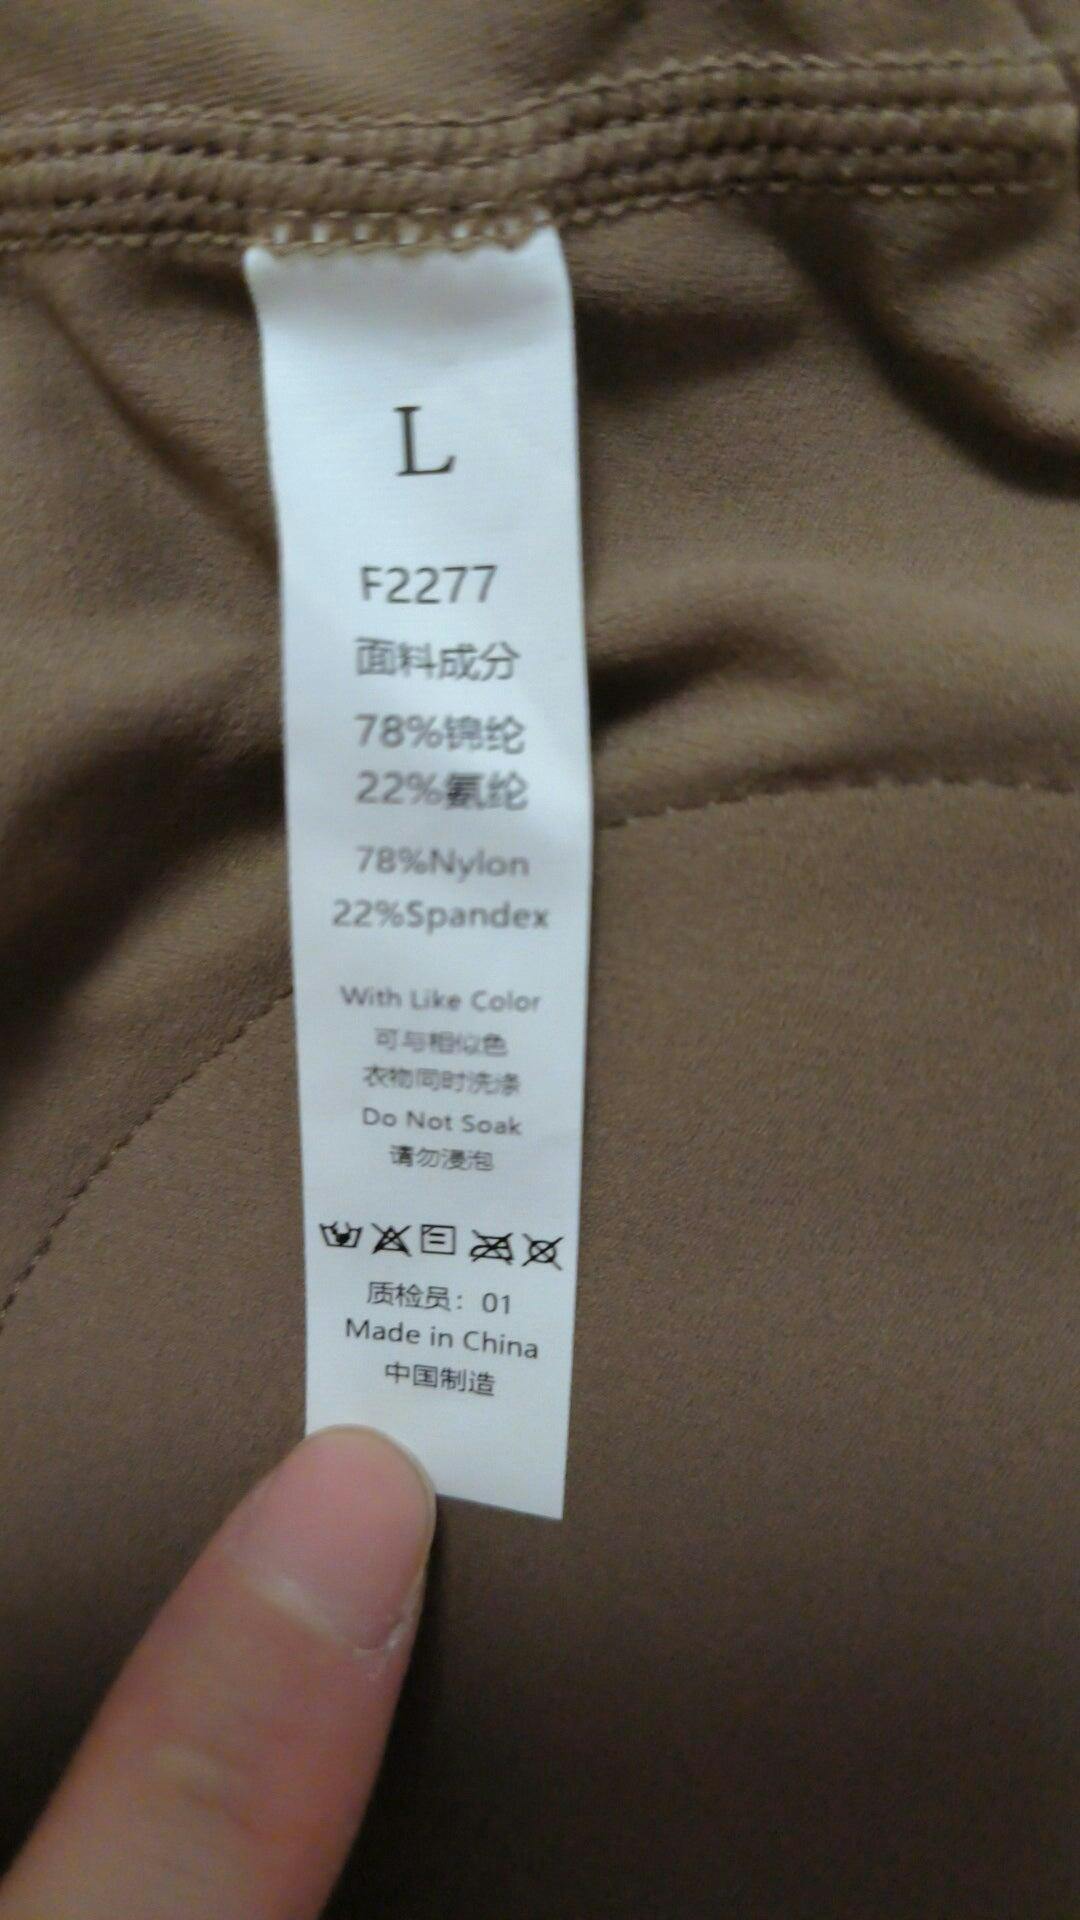 L
F2277
面料成分
78%锦纶
22%氨纶
78%Nylon
22%Spandex
With Like Color
可与相似色
衣物同时洗涤
Do Not Soak
请勿浸泡
质检员：01
Made in China
中国制造